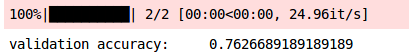 100%|██████████| 2/2 [00:00<00:00, 24.96it/s]
validation accuracy:     0.7626689189189189